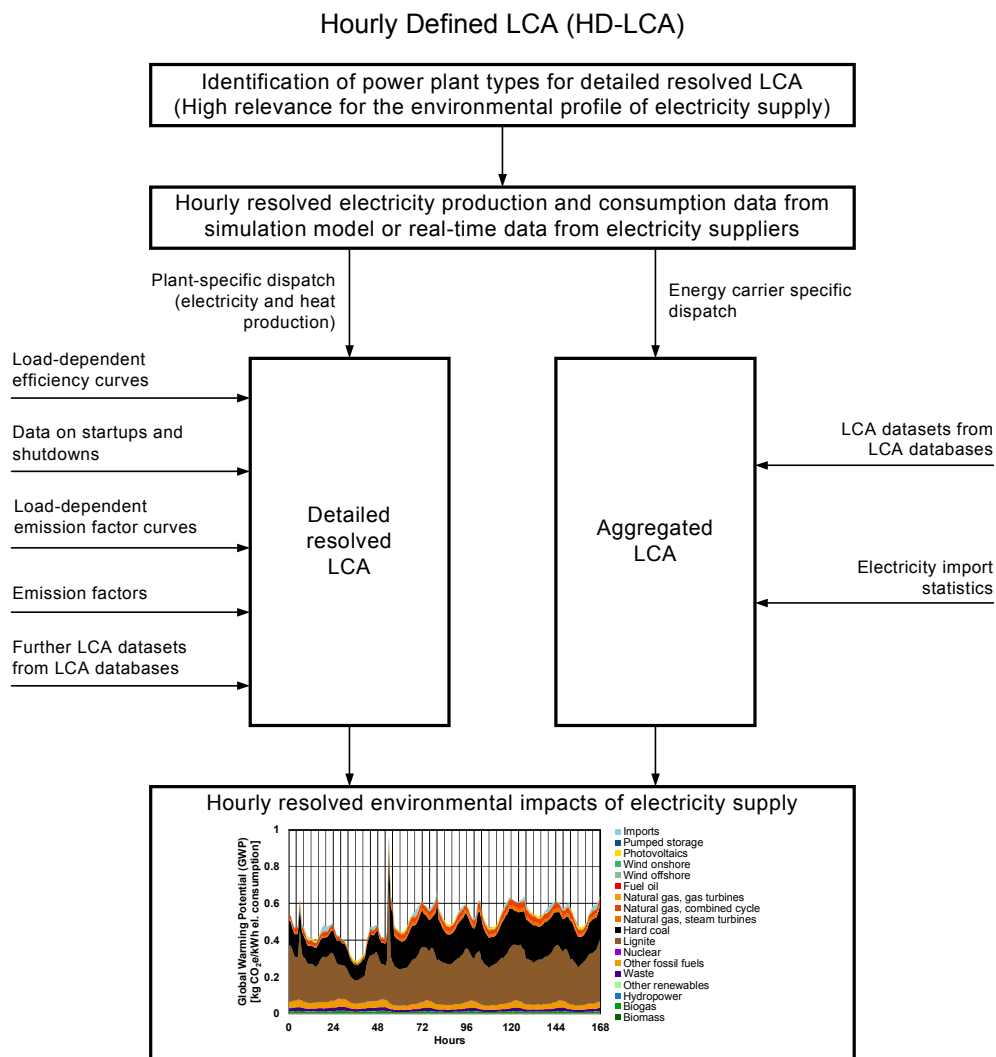 Hourly Defined LCA (HD-LCA)
Identification of power plant types for detailed resolved LCA
(High relevance for the environmental profile of electricity supply)
Hourly resolved electricity production and consumption data from
simulation model or real-time data from electricity suppliers
Plant-specific dispatch
(electricity and heat
production)
Energy carrier specific
dispatch
Load-dependent
efficiency curves
Data on startups and
shutdowns
Load-dependent
emission factor curves
Emission factors
Further LCA datasets
from LCA databases
Detailed
resolved
LCA
Aggregated
LCA
LCA datasets from
LCA databases
Electricity import
statistics
Hourly resolved environmental impacts of electricity supply
Global Warming Potential (GWP)
[kg CO₂e/kWh el. consumption]
1
0.8
0.6
0.4
0.2
0
0 24 48 72 96 120 144 168
Hours
Imports
Pumped storage
Photovoltaics
Wind onshore
Wind offshore
Fuel oil
Natural gas, gas turbines
Natural gas, combined cycle
Natural gas, steam turbines
Hard coal
Lignite
Nuclear
Other fossil fuels
Waste
Other renewables
Hydropower
Biogas
Biomass